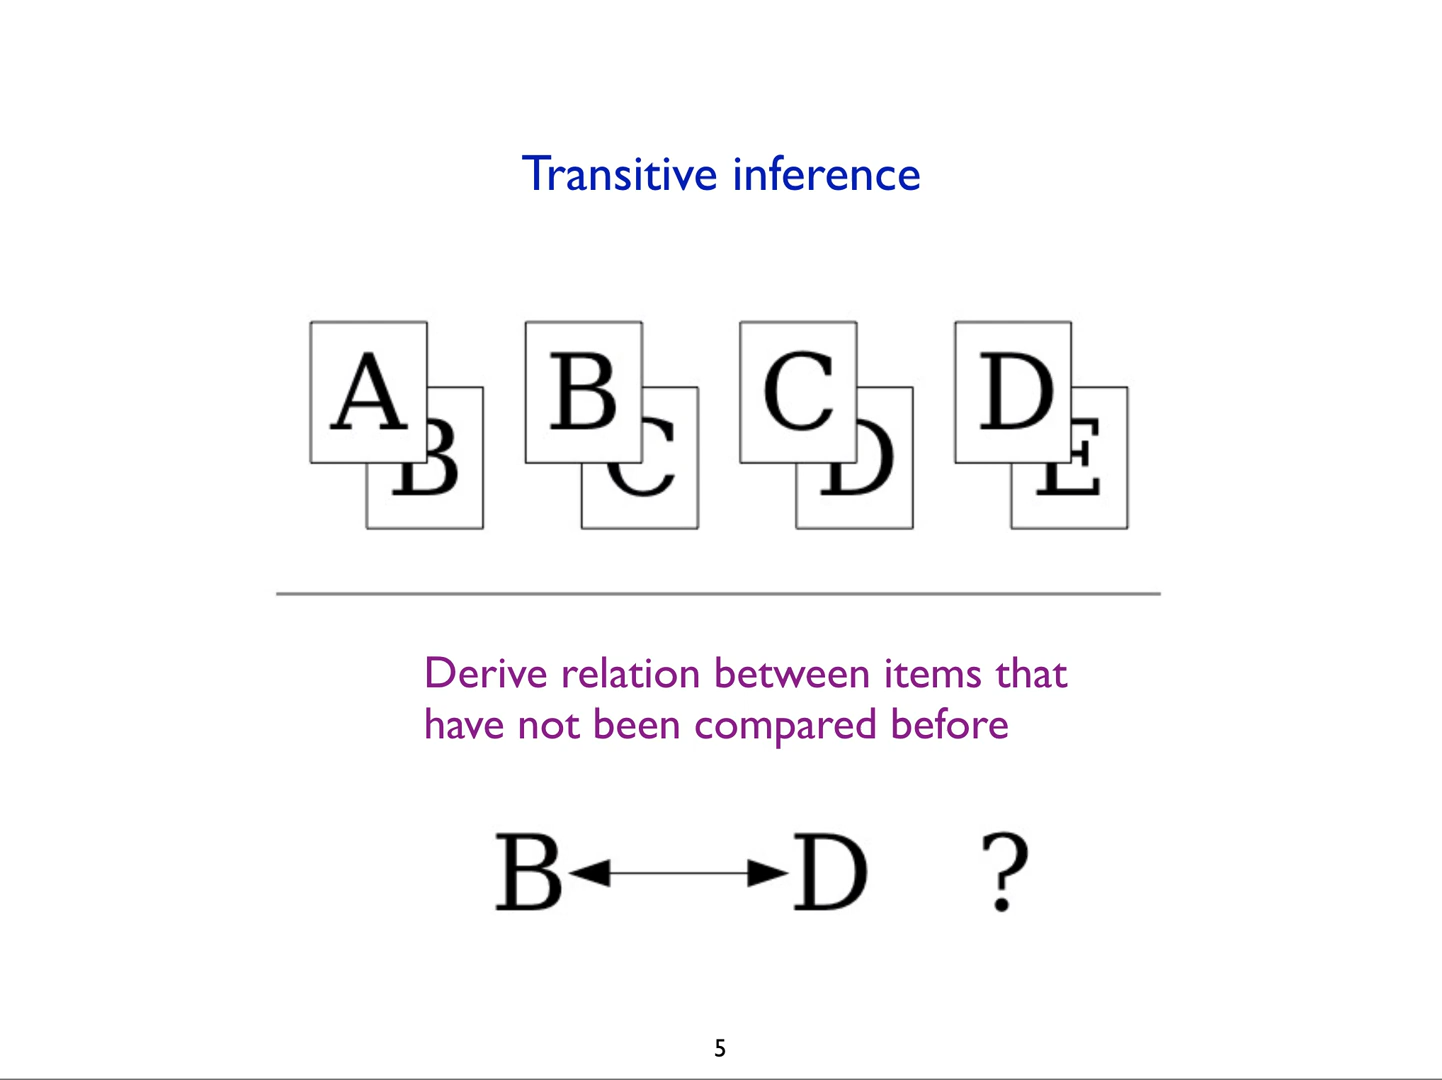 Transitive inference
A B C D
B C D E
Derive relation between items that
have not been compared before
B D ?
5